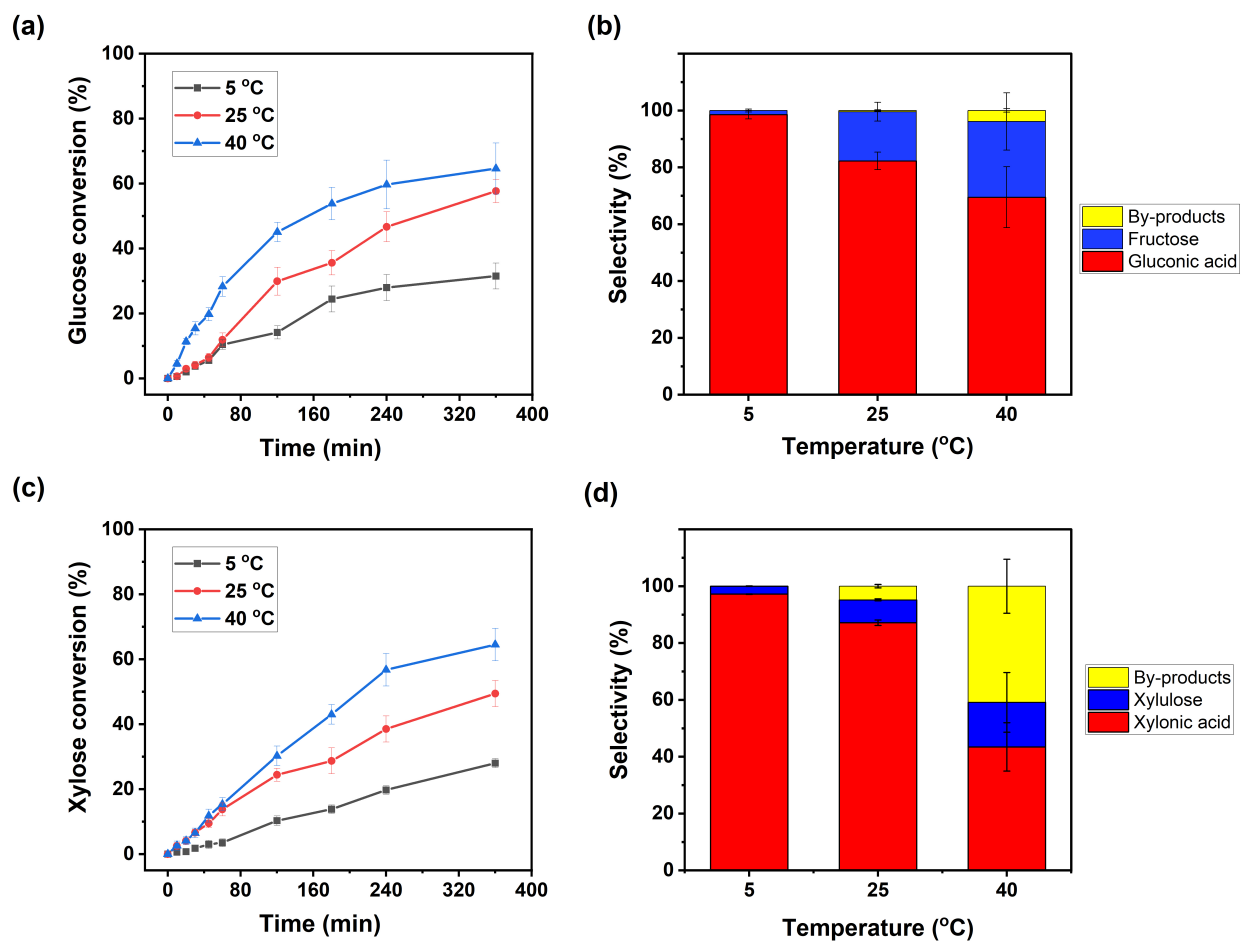 (a)
Glucose conversion (%)
100
80
60
40
20
0
5 °C
25 °C
40 °C
0 80 160 240 320 400
Time (min)
(b)
Selectivity (%)
100
80
60
40
20
0
5 25 40
Temperature (°C)
By-products
Fructose
Gluconic acid
(c)
Xylose conversion (%)
100
80
60
40
20
0
5 °C
25 °C
40 °C
0 80 160 240 320 400
Time (min)
(d)
Selectivity (%)
100
80
60
40
20
0
5 25 40
Temperature (°C)
By-products
Xylulose
Xylonic acid